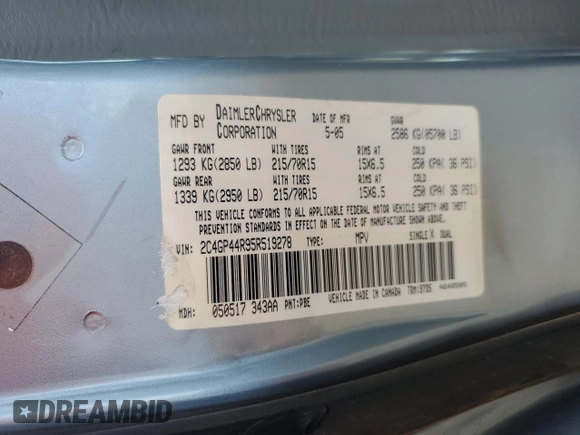 MFD BY DAIMLERCHRYSLER CORPORATION DATE OF MFR 5-05 GVWR 2586 KG(05700 LB)
GAWR FRONT WITH TIRES RIMS AT COLD
1293 KG(2850 LB) 215/70R15 15X6.5 250 KPA( 36 PSI)
GAWR REAR WITH TIRES RIMS AT COLD
1339 KG(2950 LB) 215/70R15 15X6.5 250 KPA( 36 PSI)
THIS VEHICLE CONFORMS TO ALL APPLICABLE FEDERAL MOTOR VEHICLE SAFETY AND THEFT
PREVENTION STANDARDS IN EFFECT ON THE DATE OF MANUFACTURE SHOWN ABOVE.
VIN: 2C4GP44R95R519278 TYPE: MPV SINGLE X DUAL
MDH: 050517 343AA PNT:PBE VEHICLE MADE IN CANADA TRM:
DREAMBID